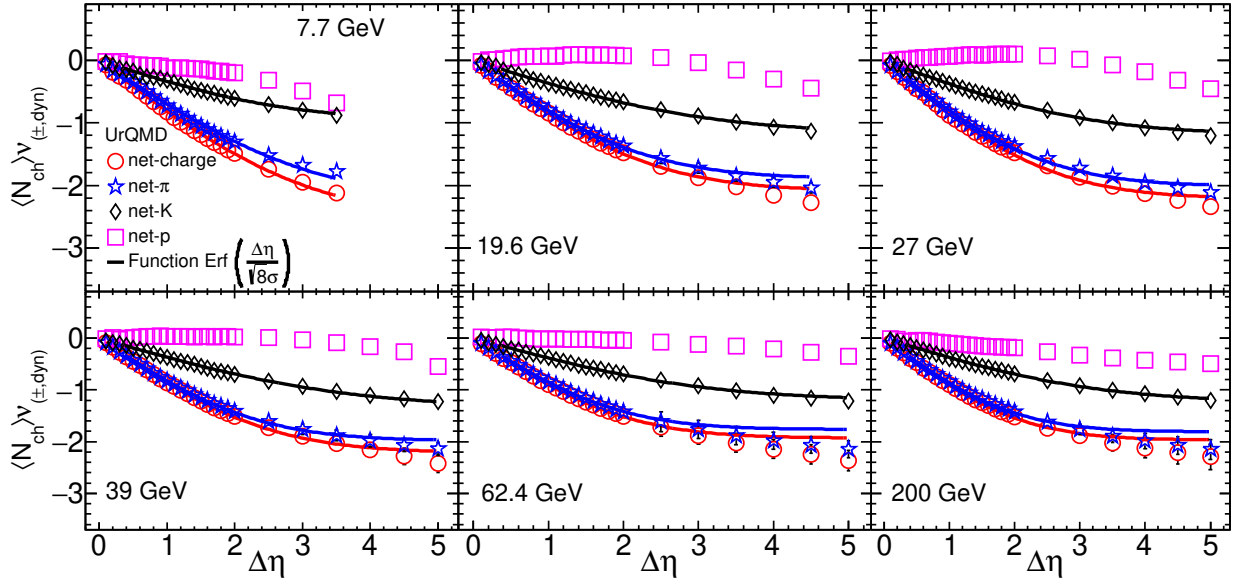 7.7 GeV
0
−1
−2
−3
⟨N_ch⟩ν_(±,dyn)
UrQMD
net-charge
net-π
net-K
net-p
Function Erf (Δη/√8σ)
19.6 GeV
27 GeV
0
−1
−2
−3
⟨N_ch⟩ν_(±,dyn)
39 GeV
62.4 GeV
200 GeV
0 1 2 3 4 5
0 1 2 3 4 5
0 1 2 3 4 5
Δη
Δη
Δη